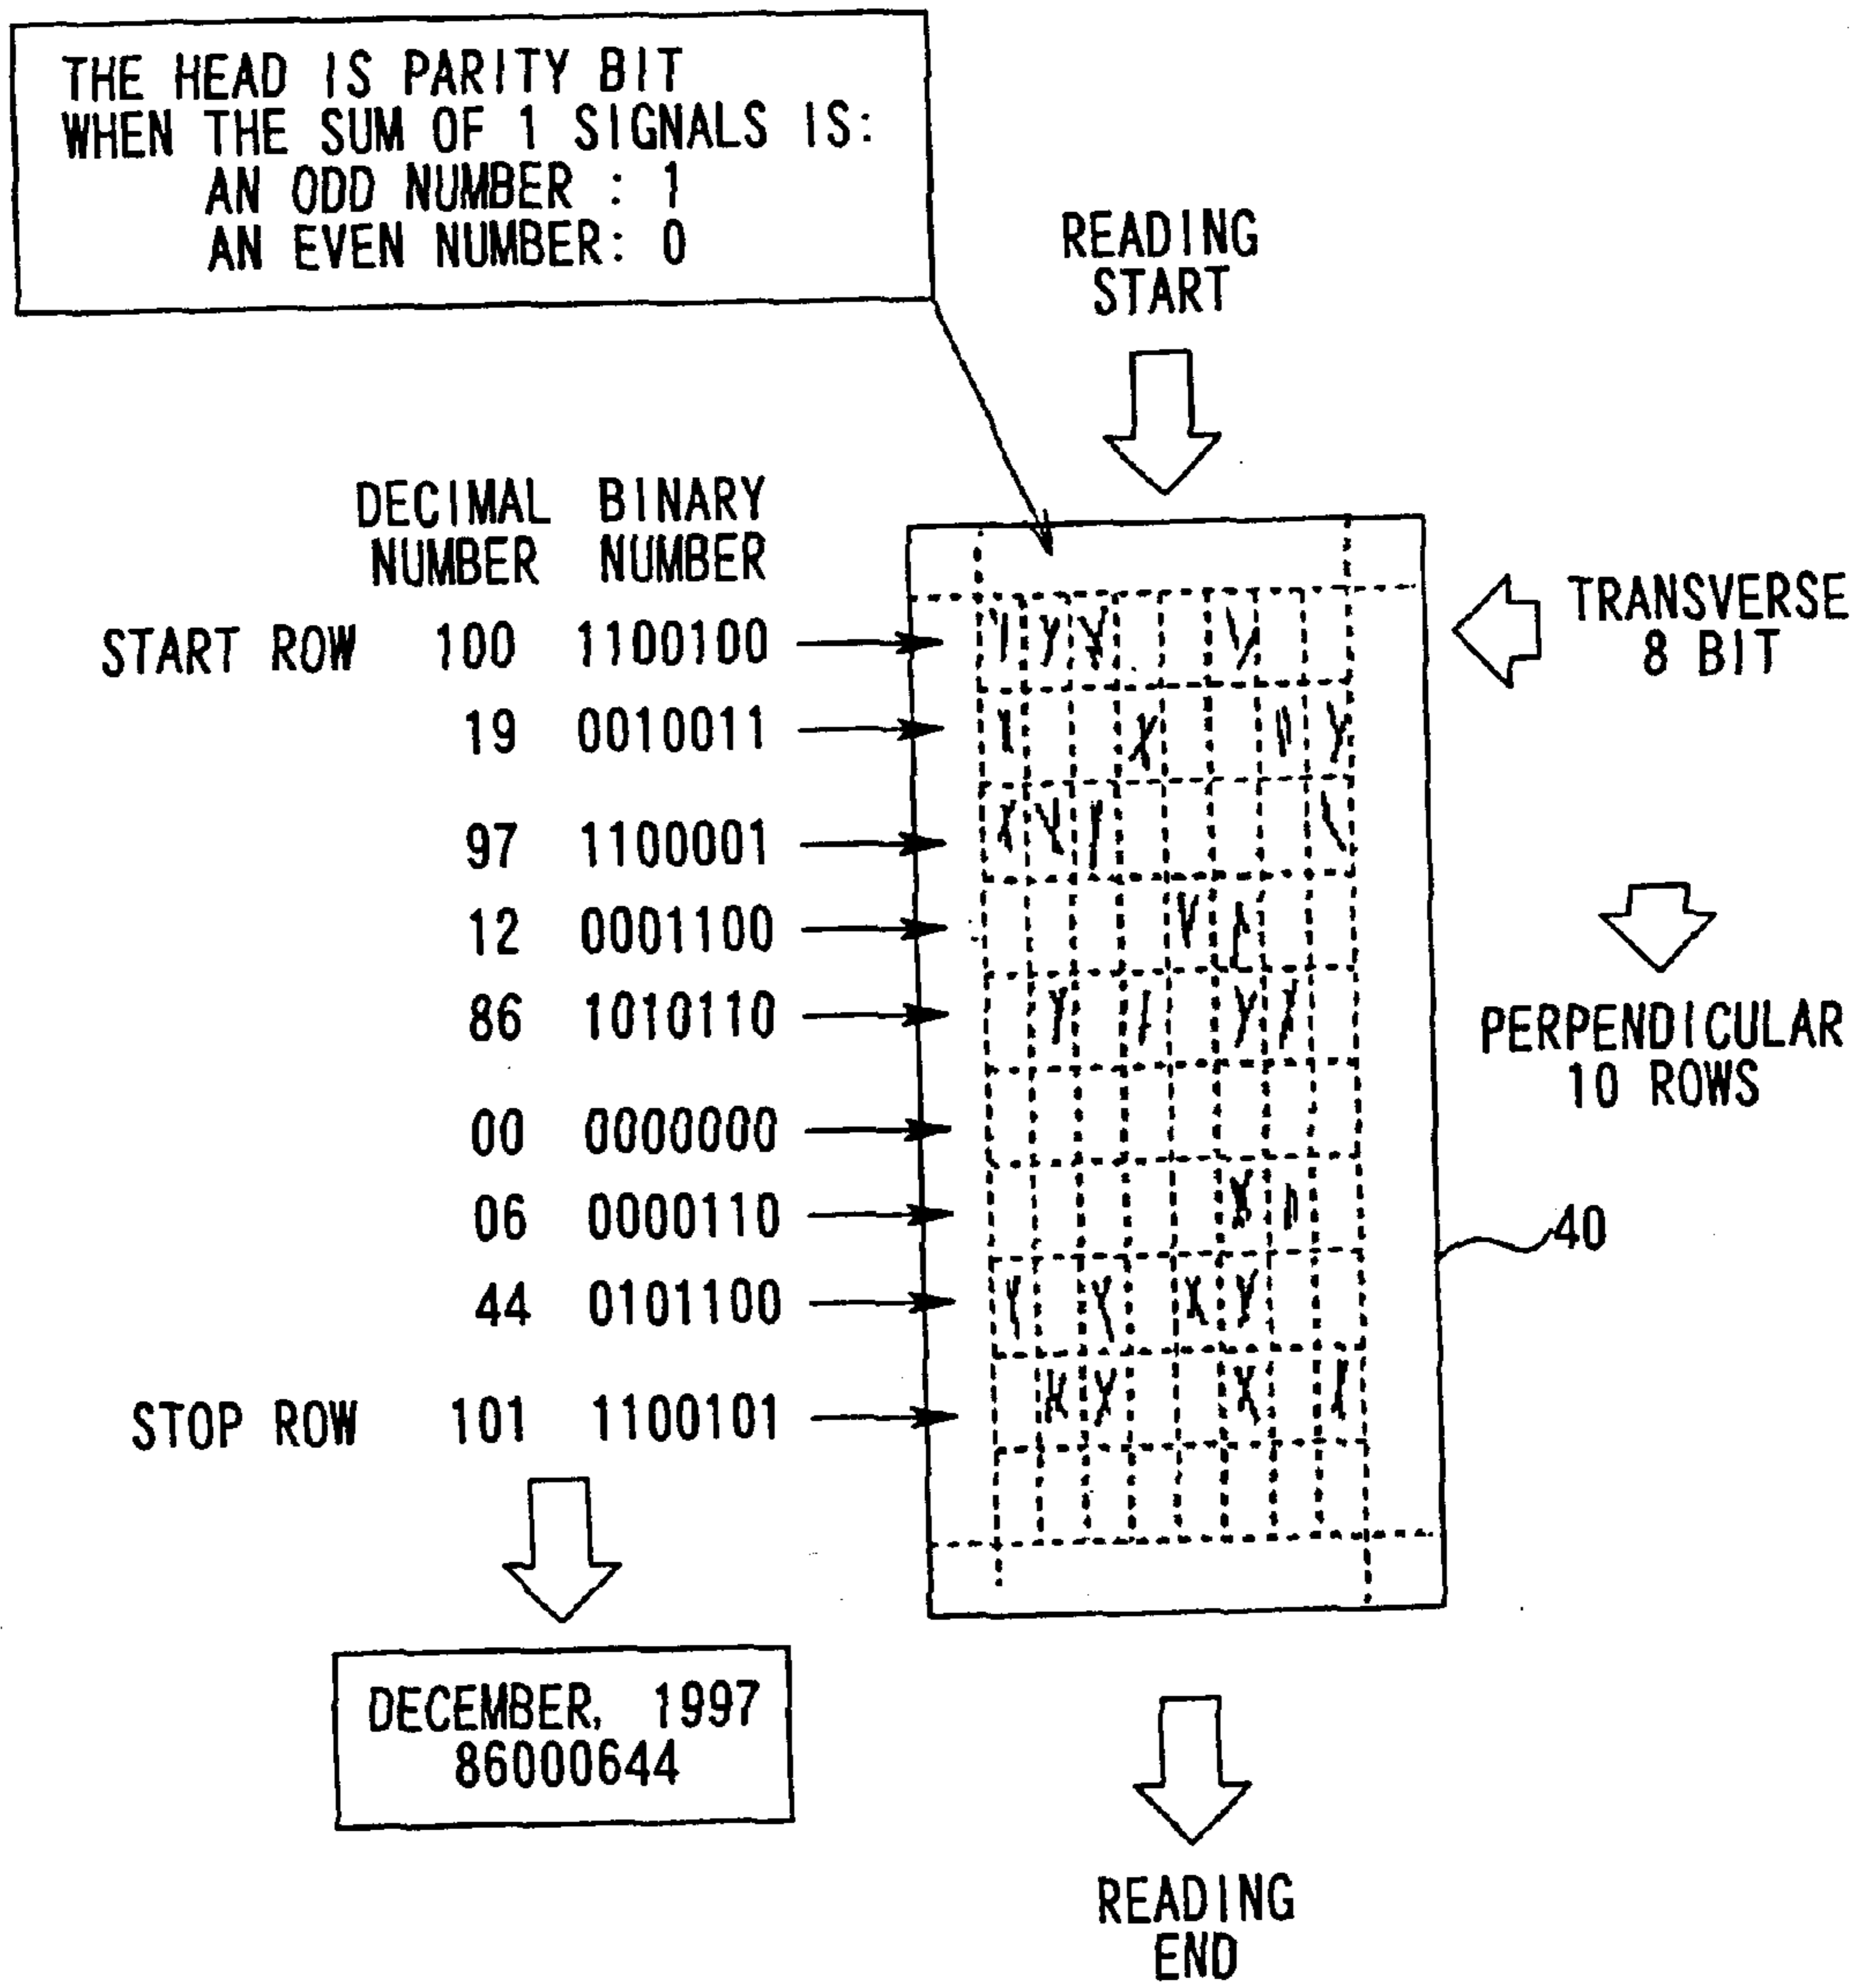 THE HEAD IS PARITY BIT
WHEN THE SUM OF 1 SIGNALS IS:
AN ODD NUMBER : 1
AN EVEN NUMBER: 0
READING
START
DECIMAL BINARY
NUMBER NUMBER
START ROW 100 1100100
19 0010011
97 1100001
12 0001100
86 1010110
00 0000000
06 0000110
44 0101100
STOP ROW 101 1100101
TRANSVERSE
8 BIT
PERPENDICULAR
10 ROWS
40
DECEMBER, 1997
86000644
READING
END